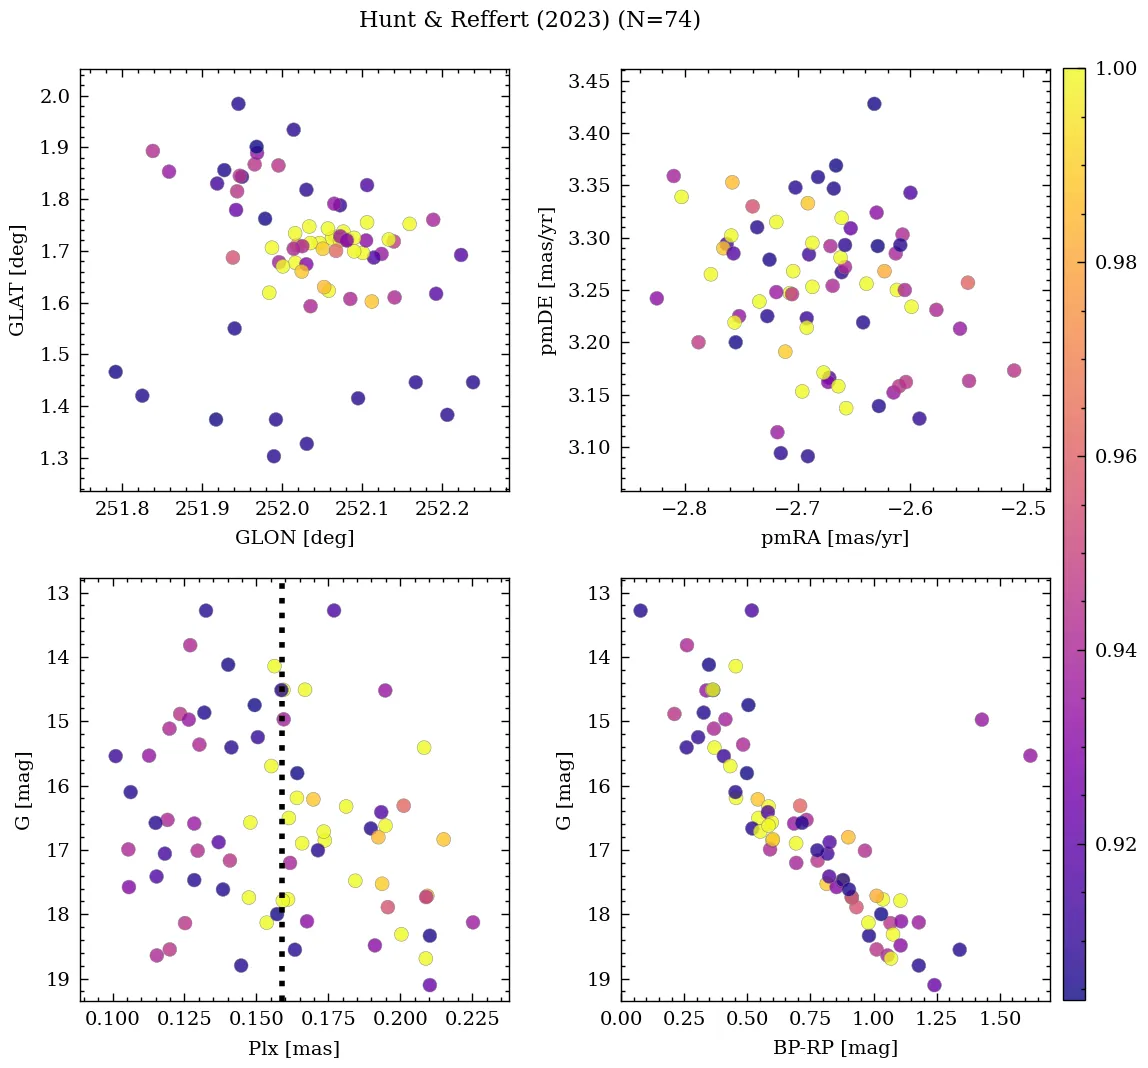 Hunt & Reffert (2023) (N=74)
2.0
1.9
1.8
1.7
1.6
1.5
1.4
1.3
GLAT [deg]
251.8 251.9 252.0 252.1 252.2
GLON [deg]
3.45
3.40
3.35
3.30
3.25
3.20
3.15
3.10
pmDE [mas/yr]
−2.8 −2.7 −2.6 −2.5
pmRA [mas/yr]
13
14
15
16
17
18
19
G [mag]
0.100 0.125 0.150 0.175 0.200 0.225
Plx [mas]
13
14
15
16
17
18
19
G [mag]
0.00 0.25 0.50 0.75 1.00 1.25 1.50
BP-RP [mag]
1.00
0.98
0.96
0.94
0.92